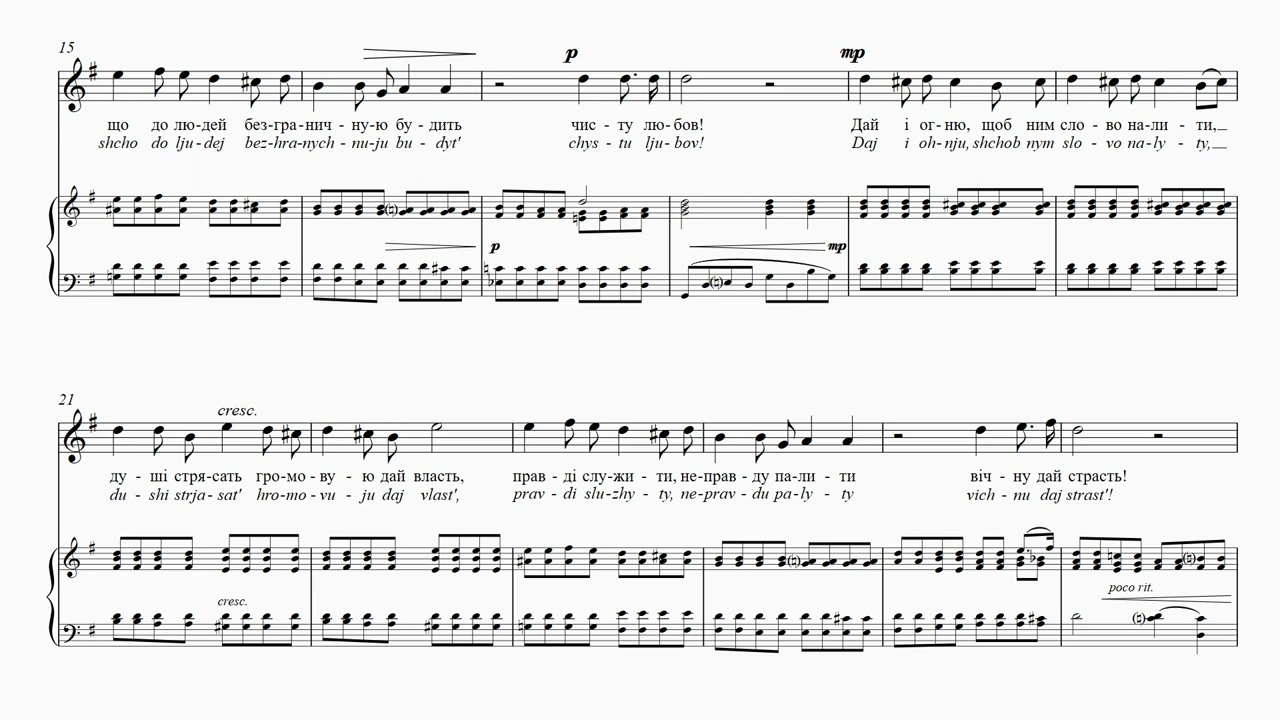 15
p
mp
що до лю-дей без-гра-нич - ну-ю бу - дить чис - ту лю-бов! Дай і ог-ню, щоб ним сло - во на-ли - ти,
shcho do lju-dej bez-hra-nych-nu-ju bu-dyt' chys - tu lju-bov! Daj i oh-nju, shchob nym slo - vo na-ly - ty,
p
mp
21
cresc.
ду - ші стря-сать гро-мо - ву - ю дай власть, прав - ді слу-жи - ти, не-прав - ду па-ли - ти віч - ну дай страсть!
du - shi strja-sat' hro-mo - vu - ju daj vlast', prav - di slu-zhy - ty, ne-prav - du pa-ly - ty vich - nu daj strast'!
cresc.
poco rit.